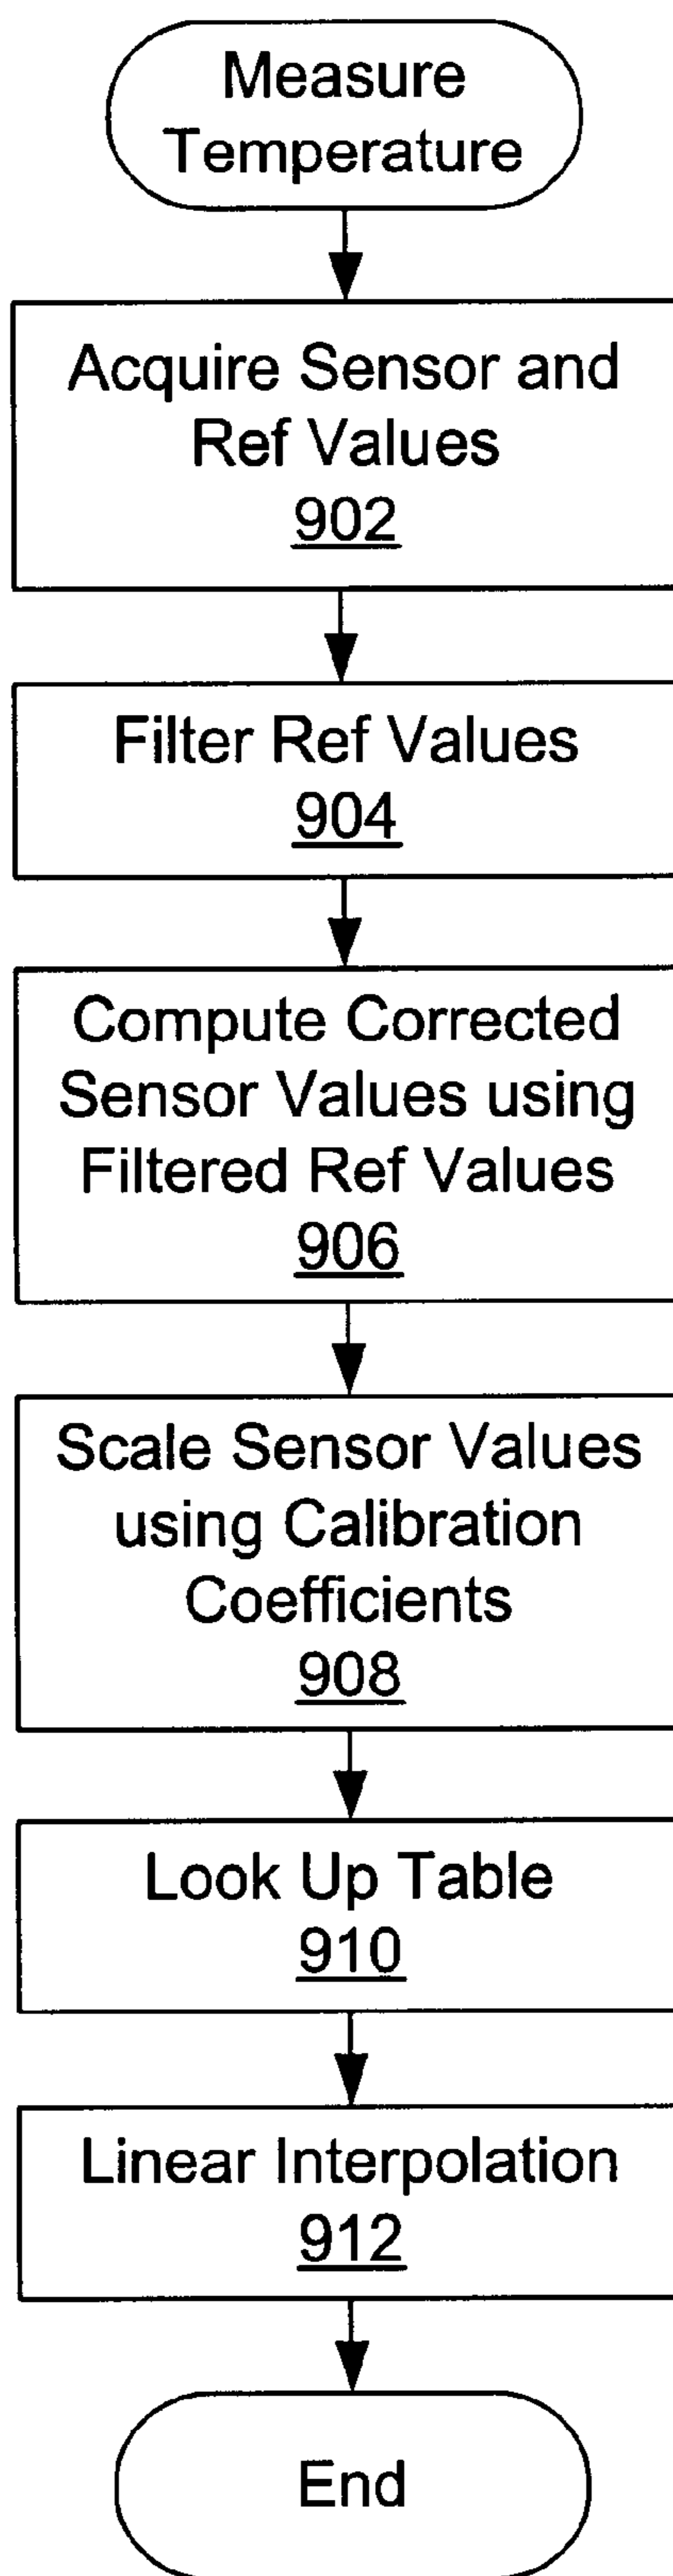 Measure
Temperature
Acquire Sensor and
Ref Values
902
Filter Ref Values
904
Compute Corrected
Sensor Values using
Filtered Ref Values
906
Scale Sensor Values
using Calibration
Coefficients
908
Look Up Table
910
Linear Interpolation
912
End